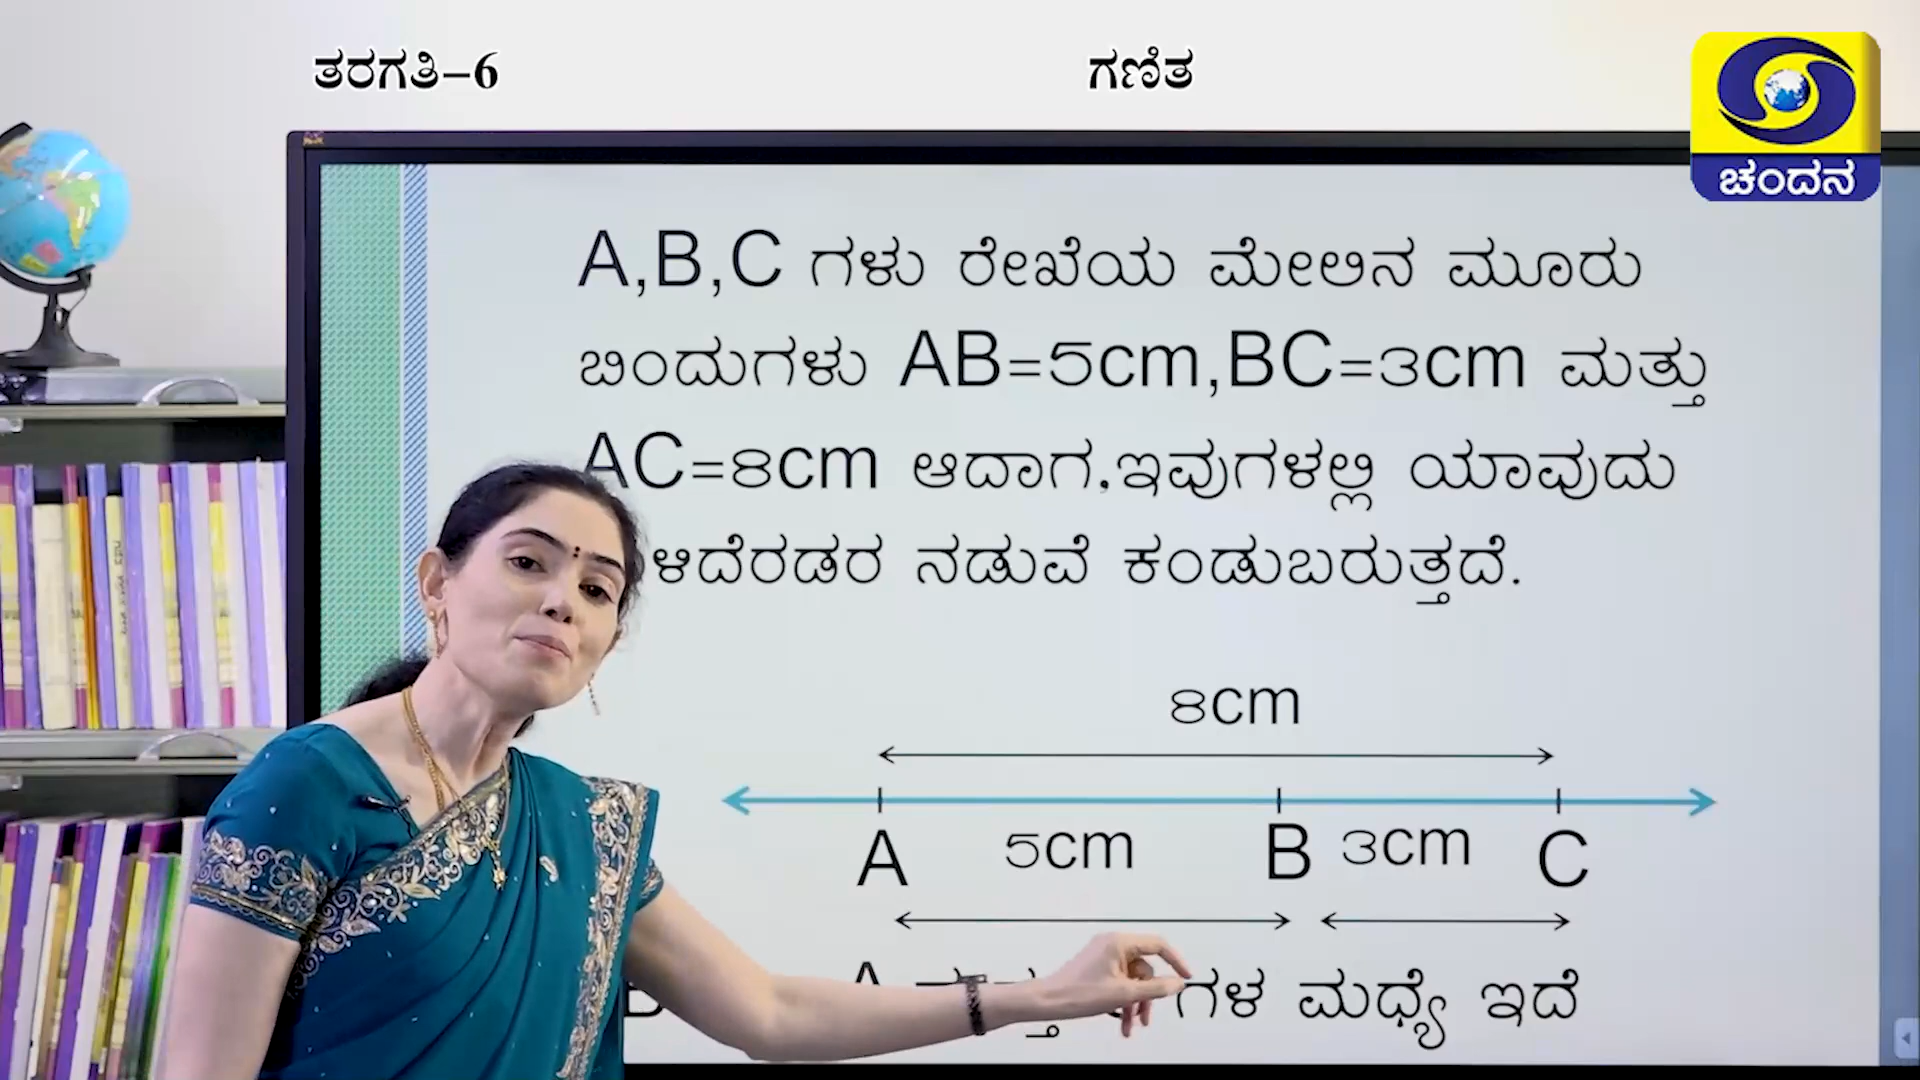 ತರಗತಿ–6 ಗಣಿತ
ಚಂದನ
A,B,C ಗಳು ರೇಖೆಯ ಮೇಲಿನ ಮೂರು
ಬಿಂದುಗಳು AB=5cm,BC=3cm ಮತ್ತು
AC=8cm ಆದಾಗ.ಇವುಗಳಲ್ಲಿ ಯಾವುದು
ಳಿದೆರಡರ ನಡುವೆ ಕಂಡುಬರುತ್ತದೆ.
8cm
A 5cm B 3cm C
ಗಳ ಮಧ್ಯೆ ಇದೆ